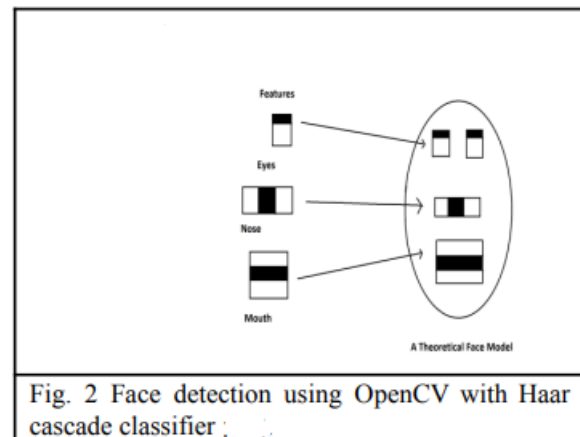 Features
Eyes
Nose
Mouth
A Theoretical Face Model
Fig. 2 Face detection using OpenCV with Haar
cascade classifier